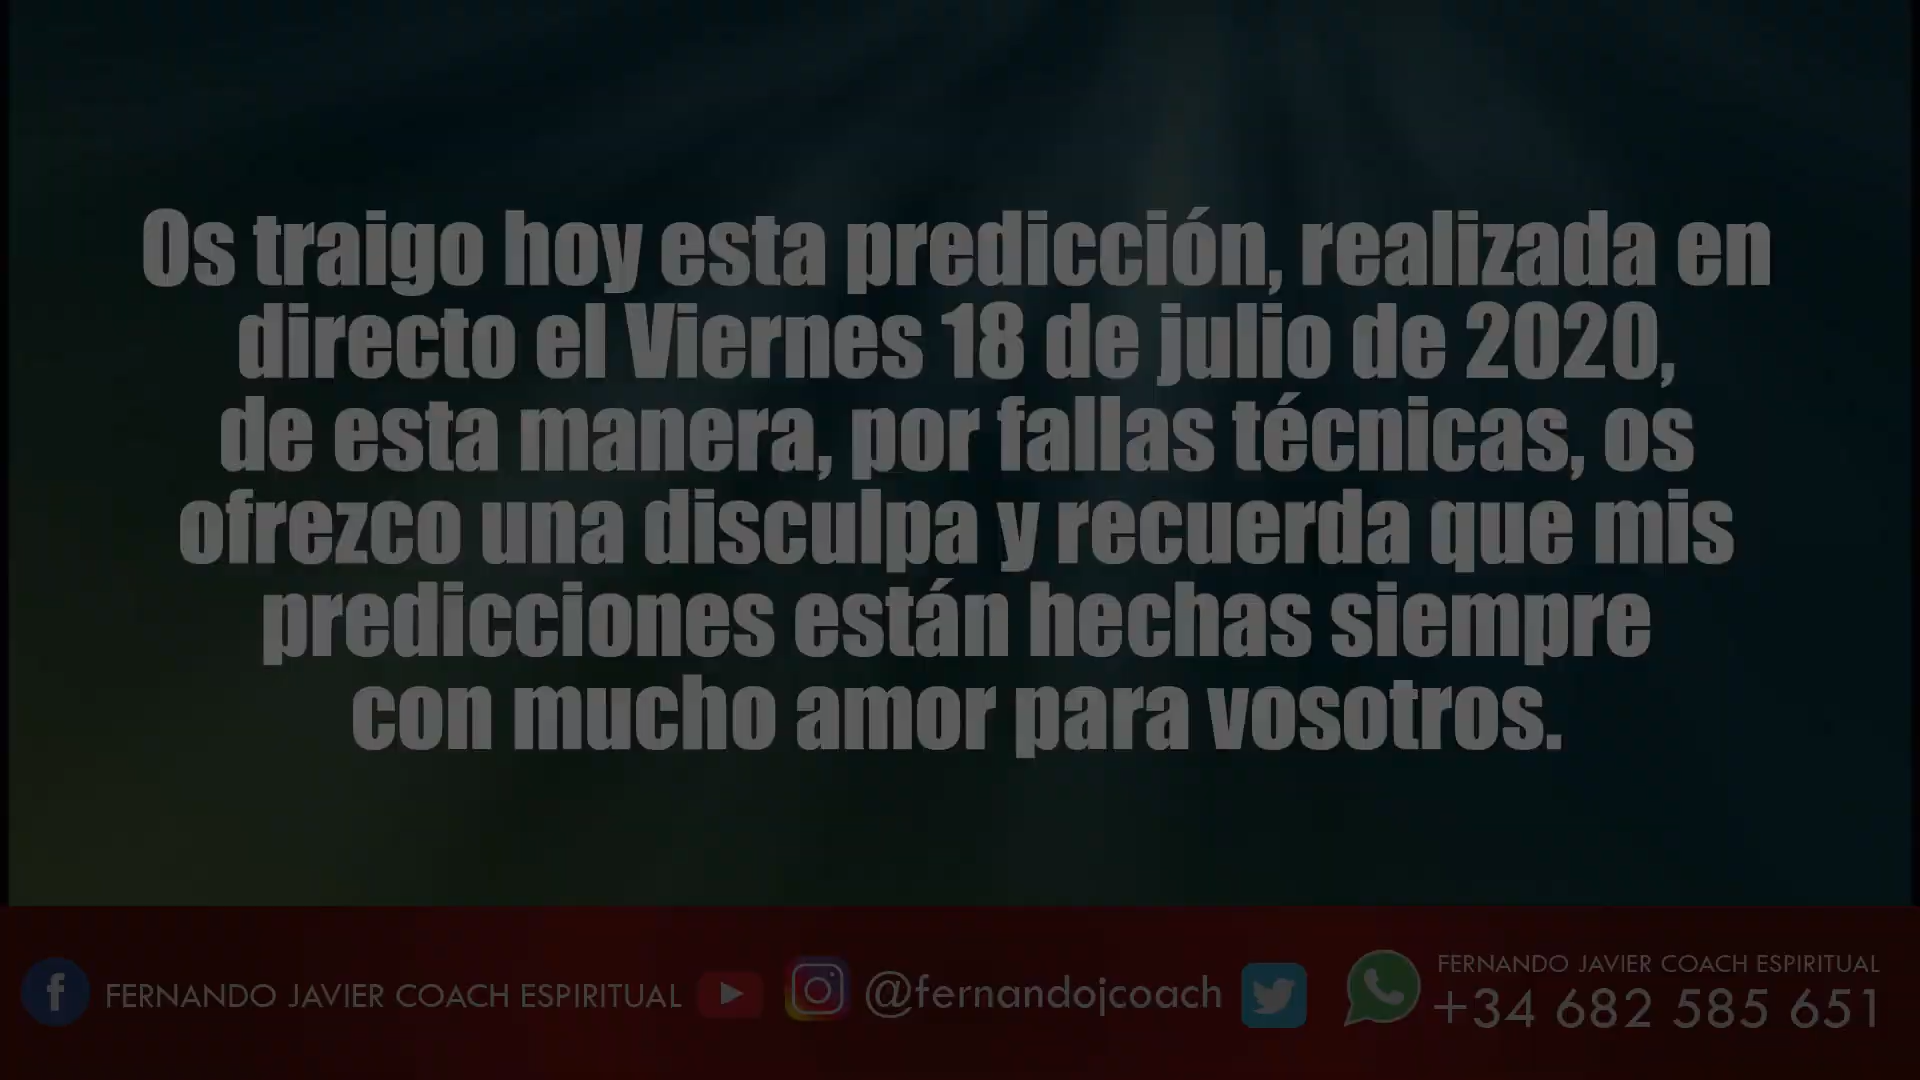 Os traigo hoy esta predicción, realizada en
directo el Viernes 18 de julio de 2020,
de esta manera, por fallas técnicas, os
ofrezco una disculpa y recuerda que mis
predicciones están hechas siempre
con mucho amor para vosotros.
FERNANDO JAVIER COACH ESPIRITUAL
@fernandojcoach
FERNANDO JAVIER COACH ESPIRITUAL
+34 682 585 651